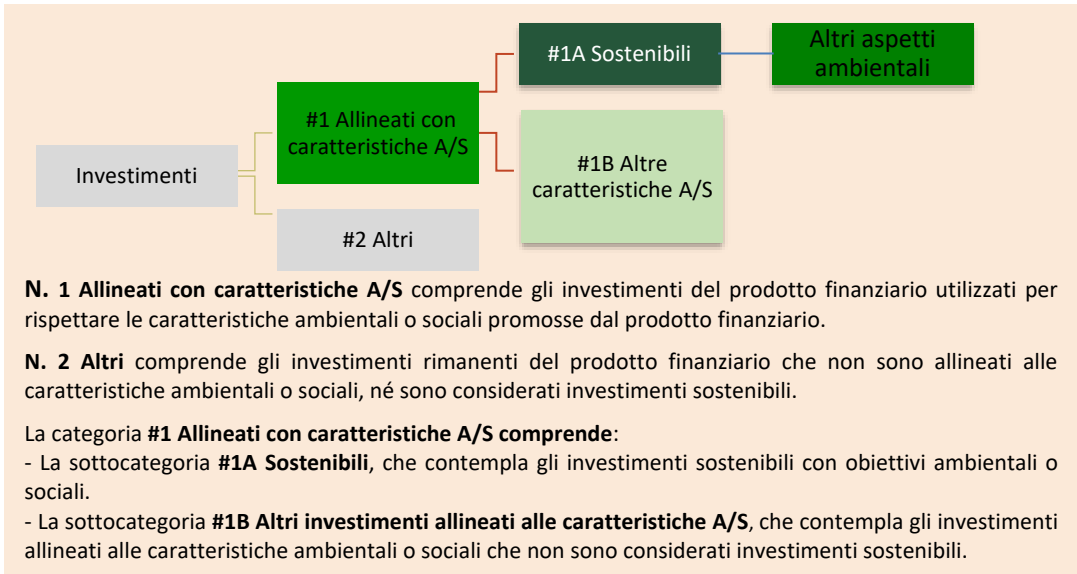 #1A Sostenibili
Altri aspetti
ambientali
#1 Allineati con
caratteristiche A/S
#1B Altre
caratteristiche A/S
Investimenti
#2 Altri
N. 1 Allineati con caratteristiche A/S comprende gli investimenti del prodotto finanziario utilizzati per
rispettare le caratteristiche ambientali o sociali promosse dal prodotto finanziario.
N. 2 Altri comprende gli investimenti rimanenti del prodotto finanziario che non sono allineati alle
caratteristiche ambientali o sociali, né sono considerati investimenti sostenibili.
La categoria #1 Allineati con caratteristiche A/S comprende:
- La sottocategoria #1A Sostenibili, che contempla gli investimenti sostenibili con obiettivi ambientali o
sociali.
- La sottocategoria #1B Altri investimenti allineati alle caratteristiche A/S, che contempla gli investimenti
allineati alle caratteristiche ambientali o sociali che non sono considerati investimenti sostenibili.